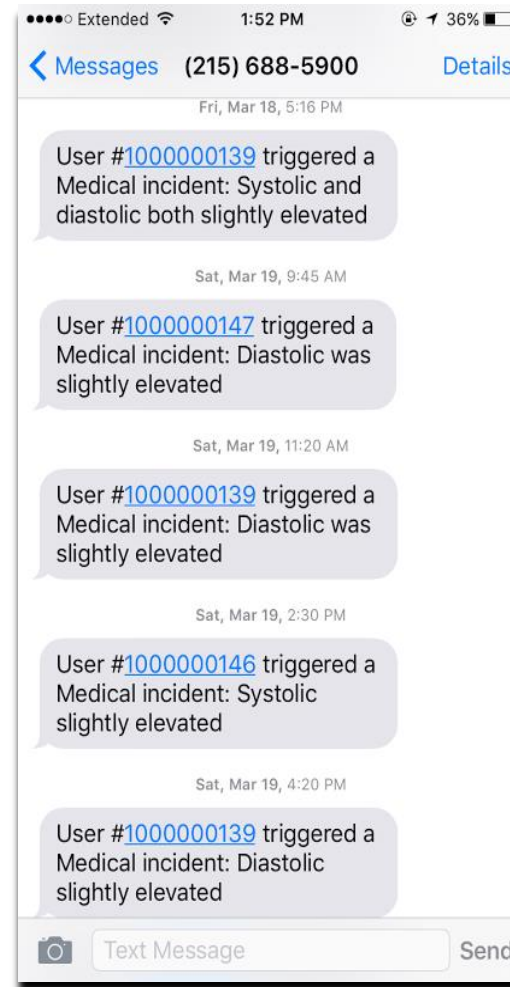 Extended 1:52 PM 36%
Messages (215) 688-5900 Details
Fri, Mar 18, 5:16 PM
User #1000000139 triggered a
Medical incident: Systolic and
diastolic both slightly elevated
Sat, Mar 19, 9:45 AM
User #1000000147 triggered a
Medical incident: Diastolic was
slightly elevated
Sat, Mar 19, 11:20 AM
User #1000000139 triggered a
Medical incident: Diastolic was
slightly elevated
Sat, Mar 19, 2:30 PM
User #1000000146 triggered a
Medical incident: Systolic
slightly elevated
Sat, Mar 19, 4:20 PM
User #1000000139 triggered a
Medical incident: Diastolic
slightly elevated
Text Message Send